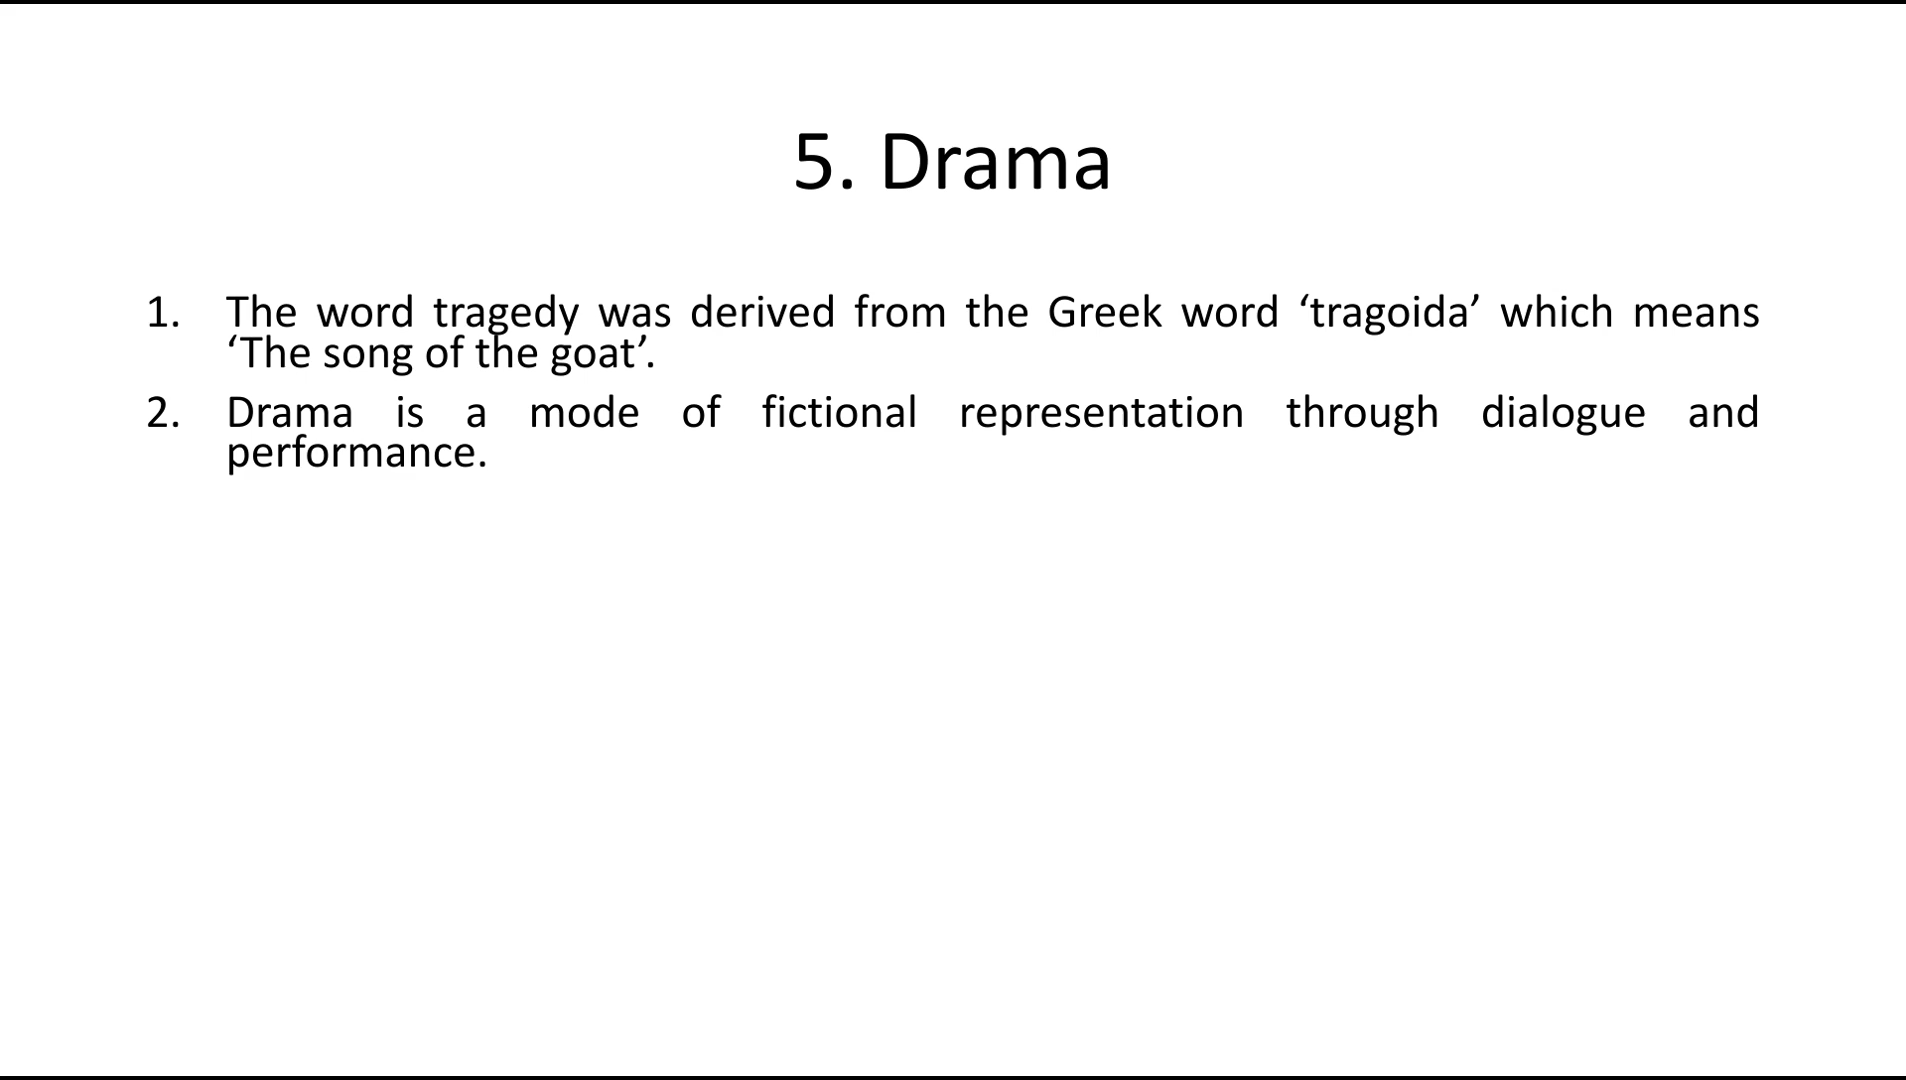 5. Drama
1. The word tragedy was derived from the Greek word ‘tragoida’ which means
‘The song of the goat’.
2. Drama is a mode of fictional representation through dialogue and
performance.